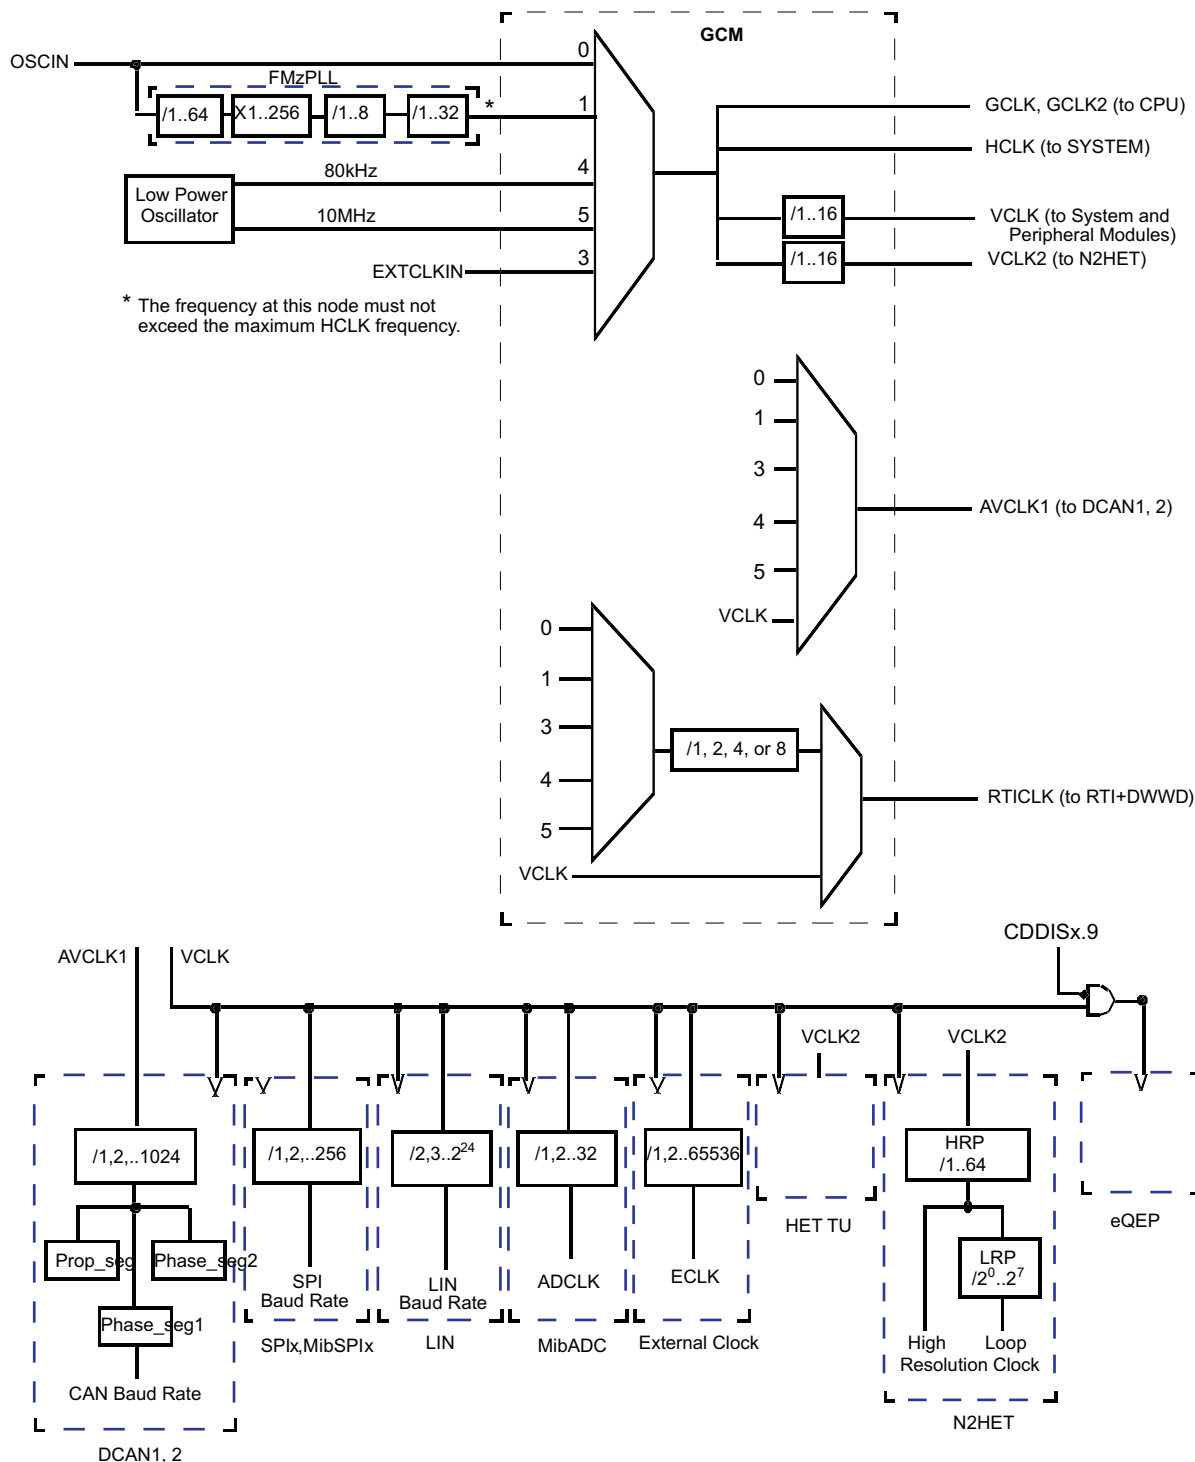 GCM
OSCIN
0
FMzPLL
/1..64
X1..256
/1..8
/1..32
*
1
GCLK, GCLK2 (to CPU)
HCLK (to SYSTEM)
80kHz
4
Low Power
Oscillator
10MHz
5
/1..16
VCLK (to System and
Peripheral Modules)
EXTCLKIN
3
/1..16
VCLK2 (to N2HET)
* The frequency at this node must not
exceed the maximum HCLK frequency.
0
1
3
4
5
VCLK
AVCLK1 (to DCAN1, 2)
0
1
3
4
5
/1, 2, 4, or 8
VCLK
RTICLK (to RTI+DWWD)
CDDISx.9
AVCLK1
VCLK
VCLK2
VCLK2
/1,2,..1024
/1,2,..256
/2,3..2²⁴
/1,2..32
/1,2..65536
HRP
/1..64
Prop_seg
Phase_seg2
Phase_seg1
CAN Baud Rate
DCAN1, 2
SPI
Baud Rate
SPIx,MibSPIx
LIN
Baud Rate
LIN
ADCLK
MibADC
ECLK
External Clock
HET TU
LRP
/2⁰..2⁷
High
Loop
Resolution Clock
N2HET
eQEP